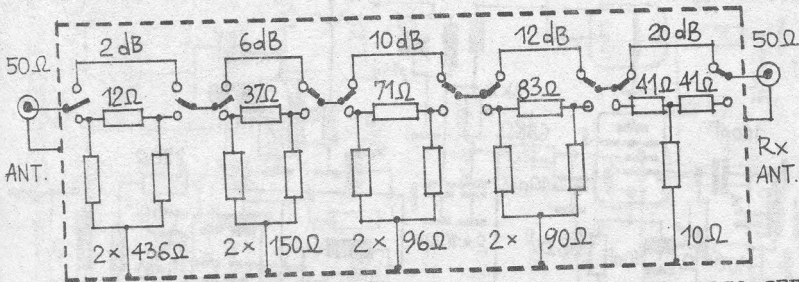 2 dB 6dB 10dB 12dB 20dB
50Ω 50Ω
12Ω 37Ω 71Ω 83Ω 41Ω 41Ω
ANT. Rx
ANT.
2 × 436Ω 2 × 150Ω 2 × 96Ω 2 × 90Ω 10Ω